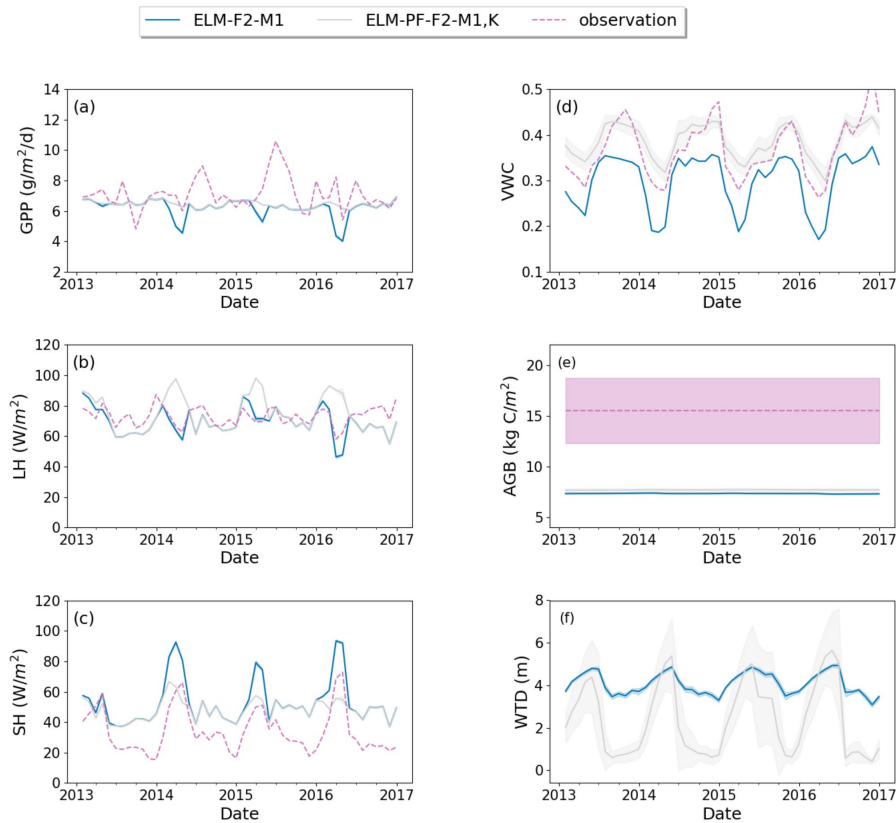 ELM-F2-M1 ELM-PF-F2-M1,K observation
(a)
GPP (g/m²/d)
14
12
10
8
6
4
2
2013 2014 2015 2016 2017
Date
(d)
VWC
0.5
0.4
0.3
0.2
0.1
2013 2014 2015 2016 2017
Date
(b)
LH (W/m²)
120
100
80
60
40
20
0
2013 2014 2015 2016 2017
Date
(e)
AGB (kg C/m²)
20
15
10
5
2013 2014 2015 2016 2017
Date
(c)
SH (W/m²)
120
100
80
60
40
20
0
2013 2014 2015 2016 2017
Date
(f)
WTD (m)
8
6
4
2
0
2013 2014 2015 2016 2017
Date